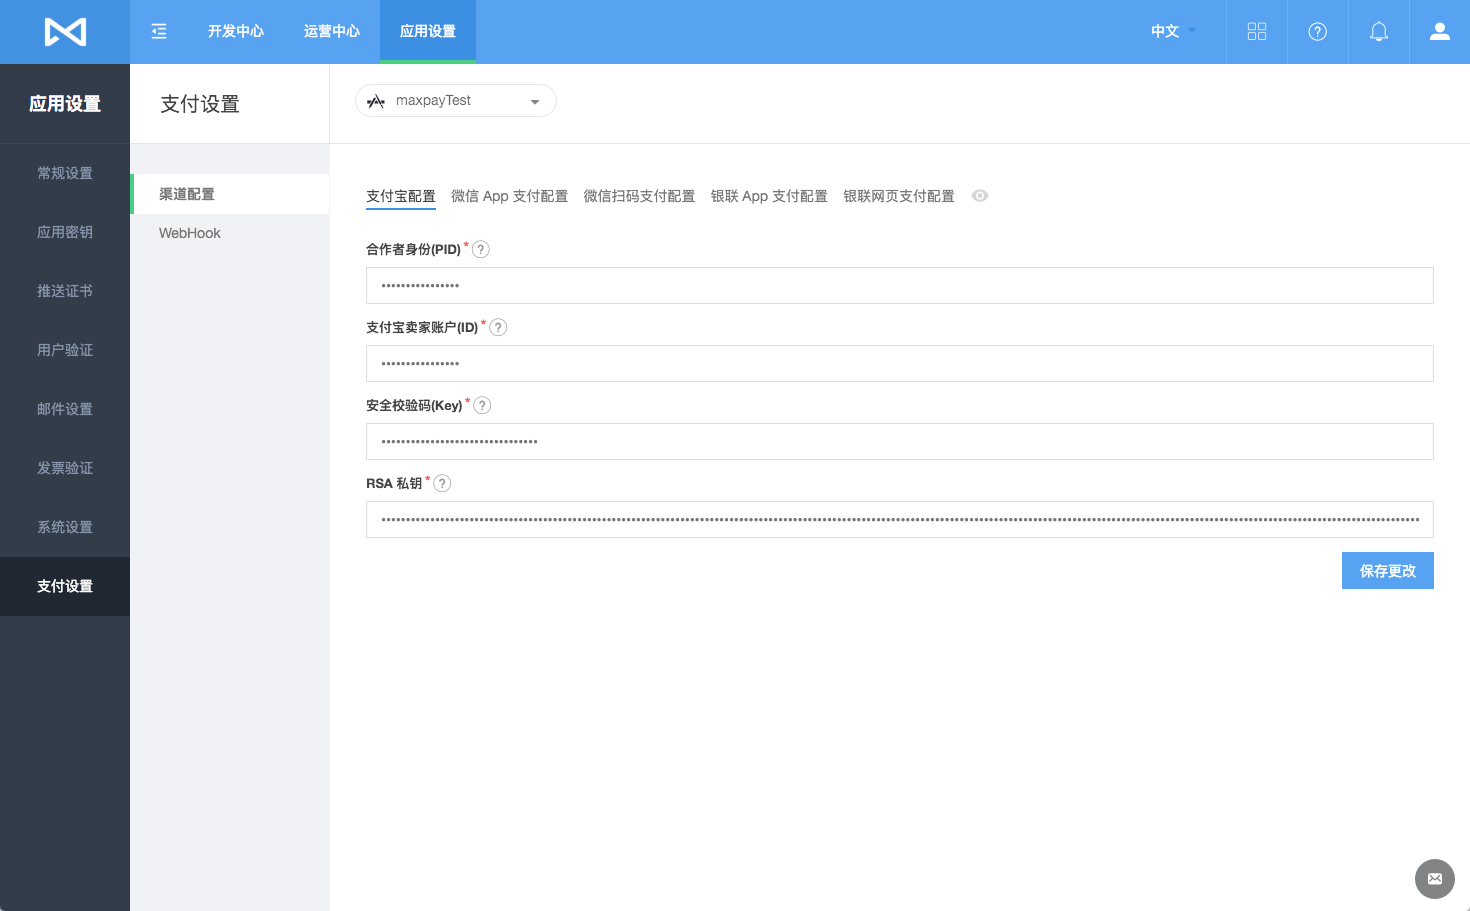 开发中心 运营中心 应用设置 中文
应用设置
支付设置
maxpayTest
常规设置
应用密钥
推送证书
用户验证
邮件设置
发票验证
系统设置
支付设置
渠道配置
WebHook
支付宝配置 微信 App 支付配置 微信扫码支付配置 银联 App 支付配置 银联网页支付配置
合作者身份(PID)* ?
支付宝卖家账户(ID)* ?
安全校验码(Key)* ?
RSA 私钥* ?
保存更改